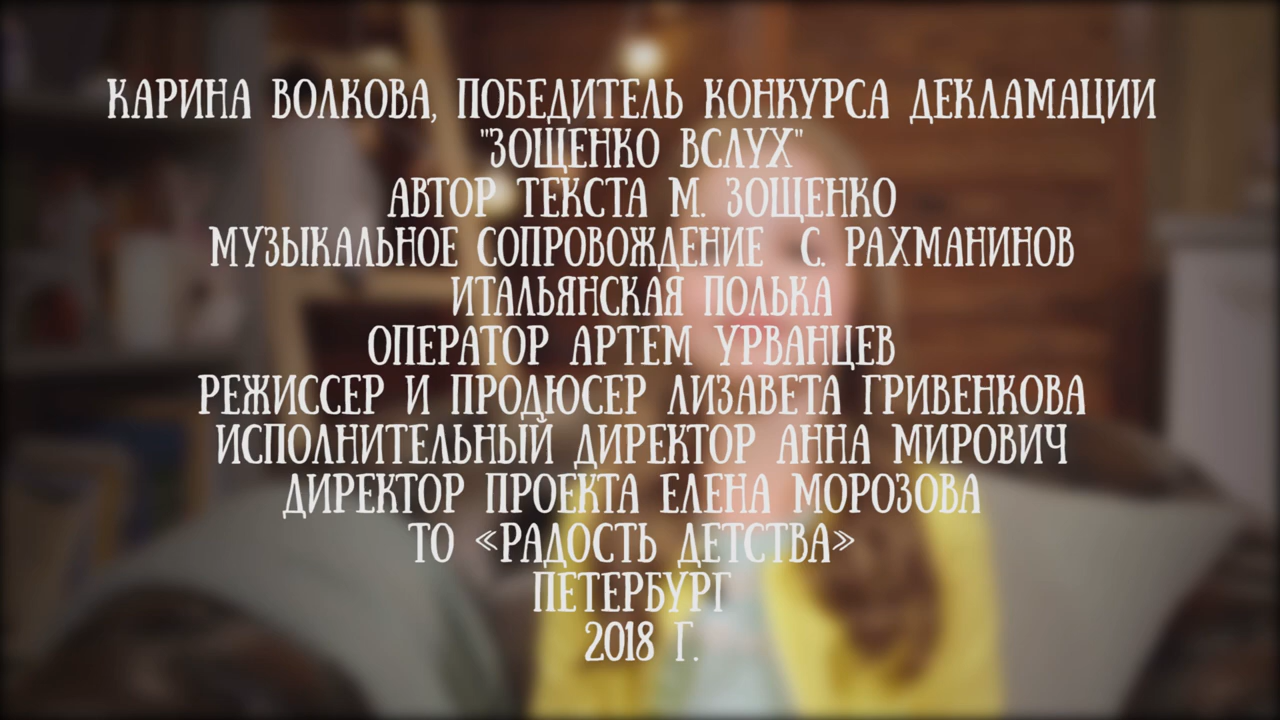 КАРИНА ВОЛКОВА, ПОБЕДИТЕЛЬ КОНКУРСА ДЕКЛАМАЦИИ
"ЗОЩЕНКО ВСЛУХ"
АВТОР ТЕКСТА М. ЗОЩЕНКО
МУЗЫКАЛЬНОЕ СОПРОВОЖДЕНИЕ С. РАХМАНИНОВ
ИТАЛЬЯНСКАЯ ПОЛЬКА
ОПЕРАТОР АРТЕМ УРВАНЦЕВ
РЕЖИССЕР И ПРОДЮСЕР ЛИЗАВЕТА ГРИВЕНКОВА
ИСПОЛНИТЕЛЬНЫЙ ДИРЕКТОР АННА МИРОВИЧ
ДИРЕКТОР ПРОЕКТА ЕЛЕНА МОРОЗОВА
ТО «РАДОСТЬ ДЕТСТВА»
ПЕТЕРБУРГ
2018 Г.